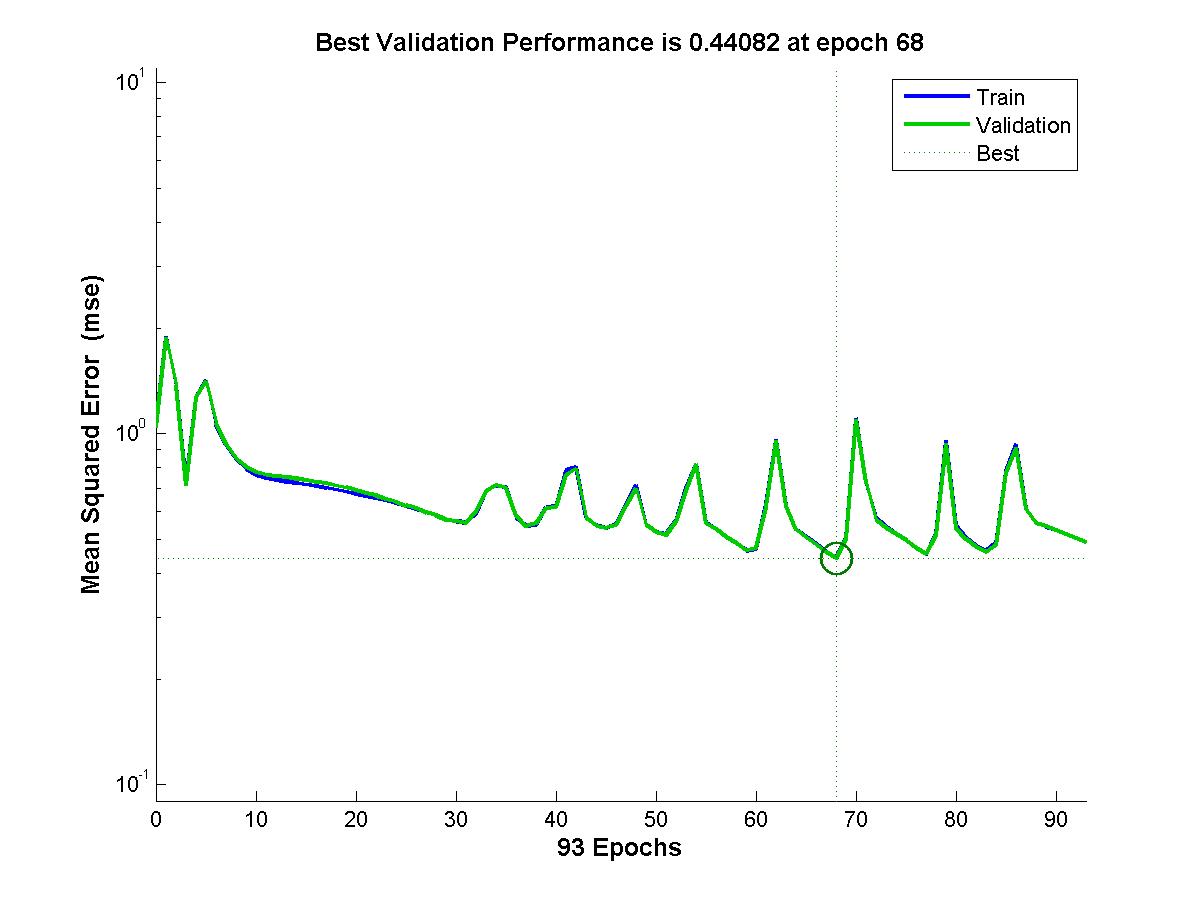 Best Validation Performance is 0.44082 at epoch 68
Train
Validation
Best
Mean Squared Error (mse)
10^1
10^0
10^-1
0 10 20 30 40 50 60 70 80 90
93 Epochs